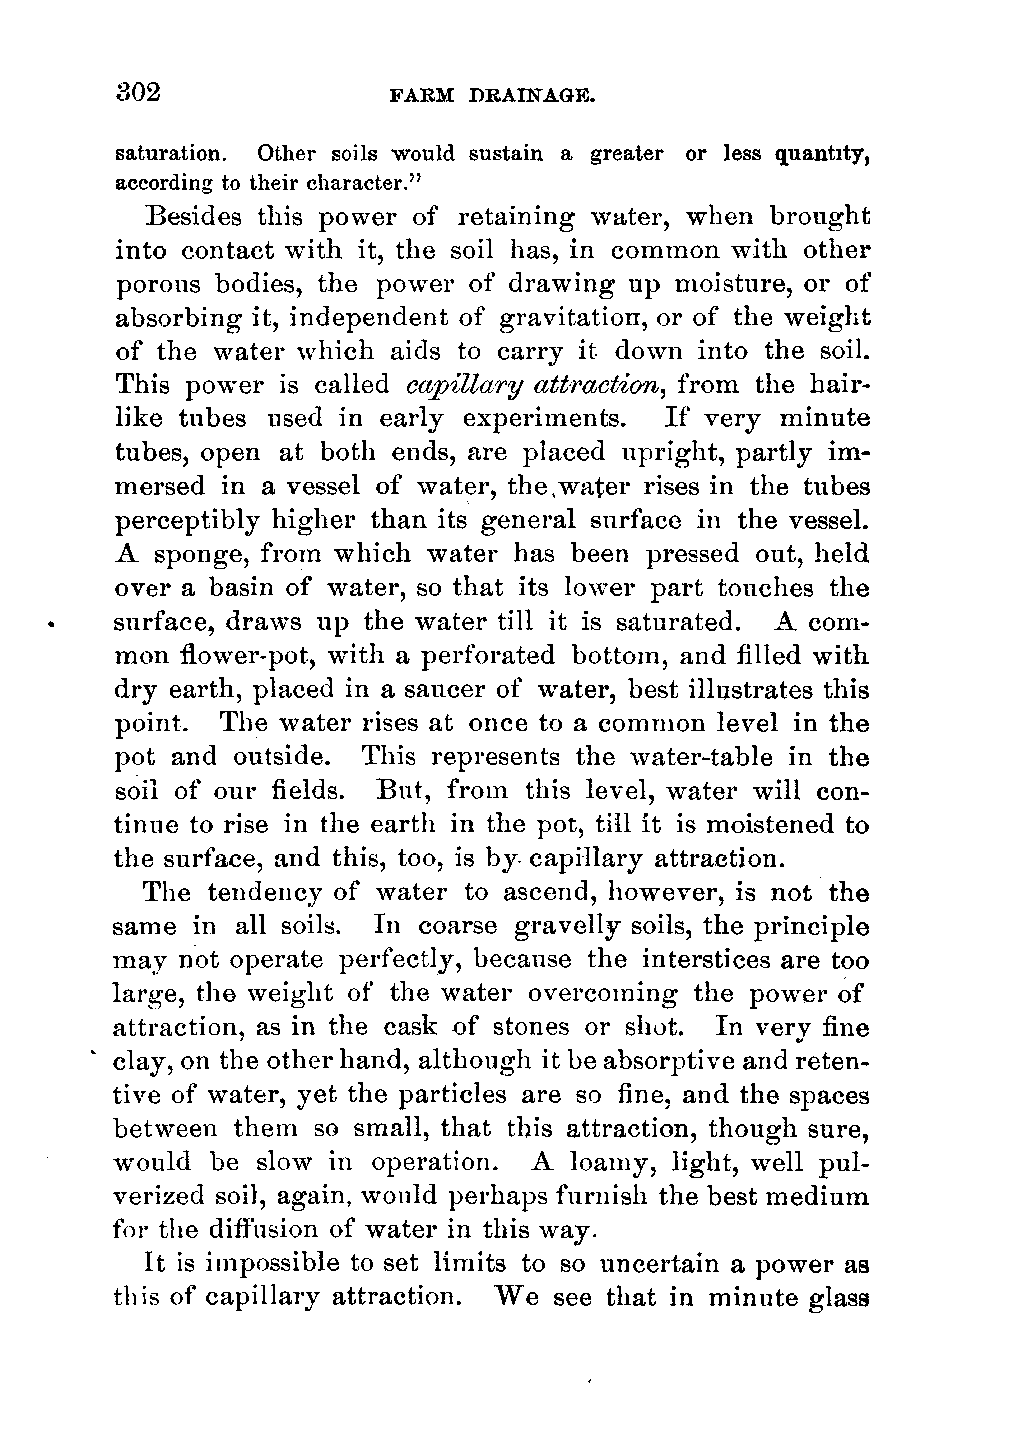 302 FARM DRAINAGE.
saturation. Other soils would sustain a greater or less quantity,
according to their character."
Besides this power of retaining water, when brought
into contact with it, the soil has, in common with other
porous bodies, the power of drawing up moisture, or of
absorbing it, independent of gravitation, or of the weight
of the water which aids to carry it down into the soil.
This power is called capillary attraction, from the hair-
like tubes used in early experiments. If very minute
tubes, open at both ends, are placed upright, partly im-
mersed in a vessel of water, the water rises in the tubes
perceptibly higher than its general surface in the vessel.
A sponge, from which water has been pressed out, held
over a basin of water, so that its lower part touches the
surface, draws up the water till it is saturated. A com-
mon flower-pot, with a perforated bottom, and filled with
dry earth, placed in a saucer of water, best illustrates this
point. The water rises at once to a common level in the
pot and outside. This represents the water-table in the
soil of our fields. But, from this level, water will con-
tinue to rise in the earth in the pot, till it is moistened to
the surface, and this, too, is by capillary attraction.
The tendency of water to ascend, however, is not the
same in all soils. In coarse gravelly soils, the principle
may not operate perfectly, because the interstices are too
large, the weight of the water overcoming the power of
attraction, as in the cask of stones or shot. In very fine
clay, on the other hand, although it be absorptive and reten-
tive of water, yet the particles are so fine, and the spaces
between them so small, that this attraction, though sure,
would be slow in operation. A loamy, light, well pul-
verized soil, again, would perhaps furnish the best medium
for the diffusion of water in this way.
It is impossible to set limits to so uncertain a power as
this of capillary attraction. We see that in minute glass